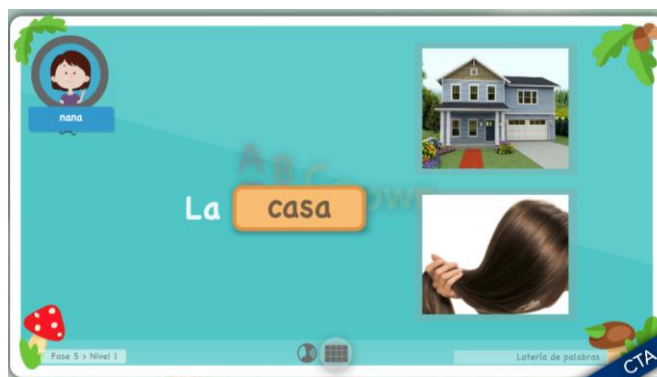 nana
La casa
Fase 5 > Nivel 1
Lotería de palabras
CTA